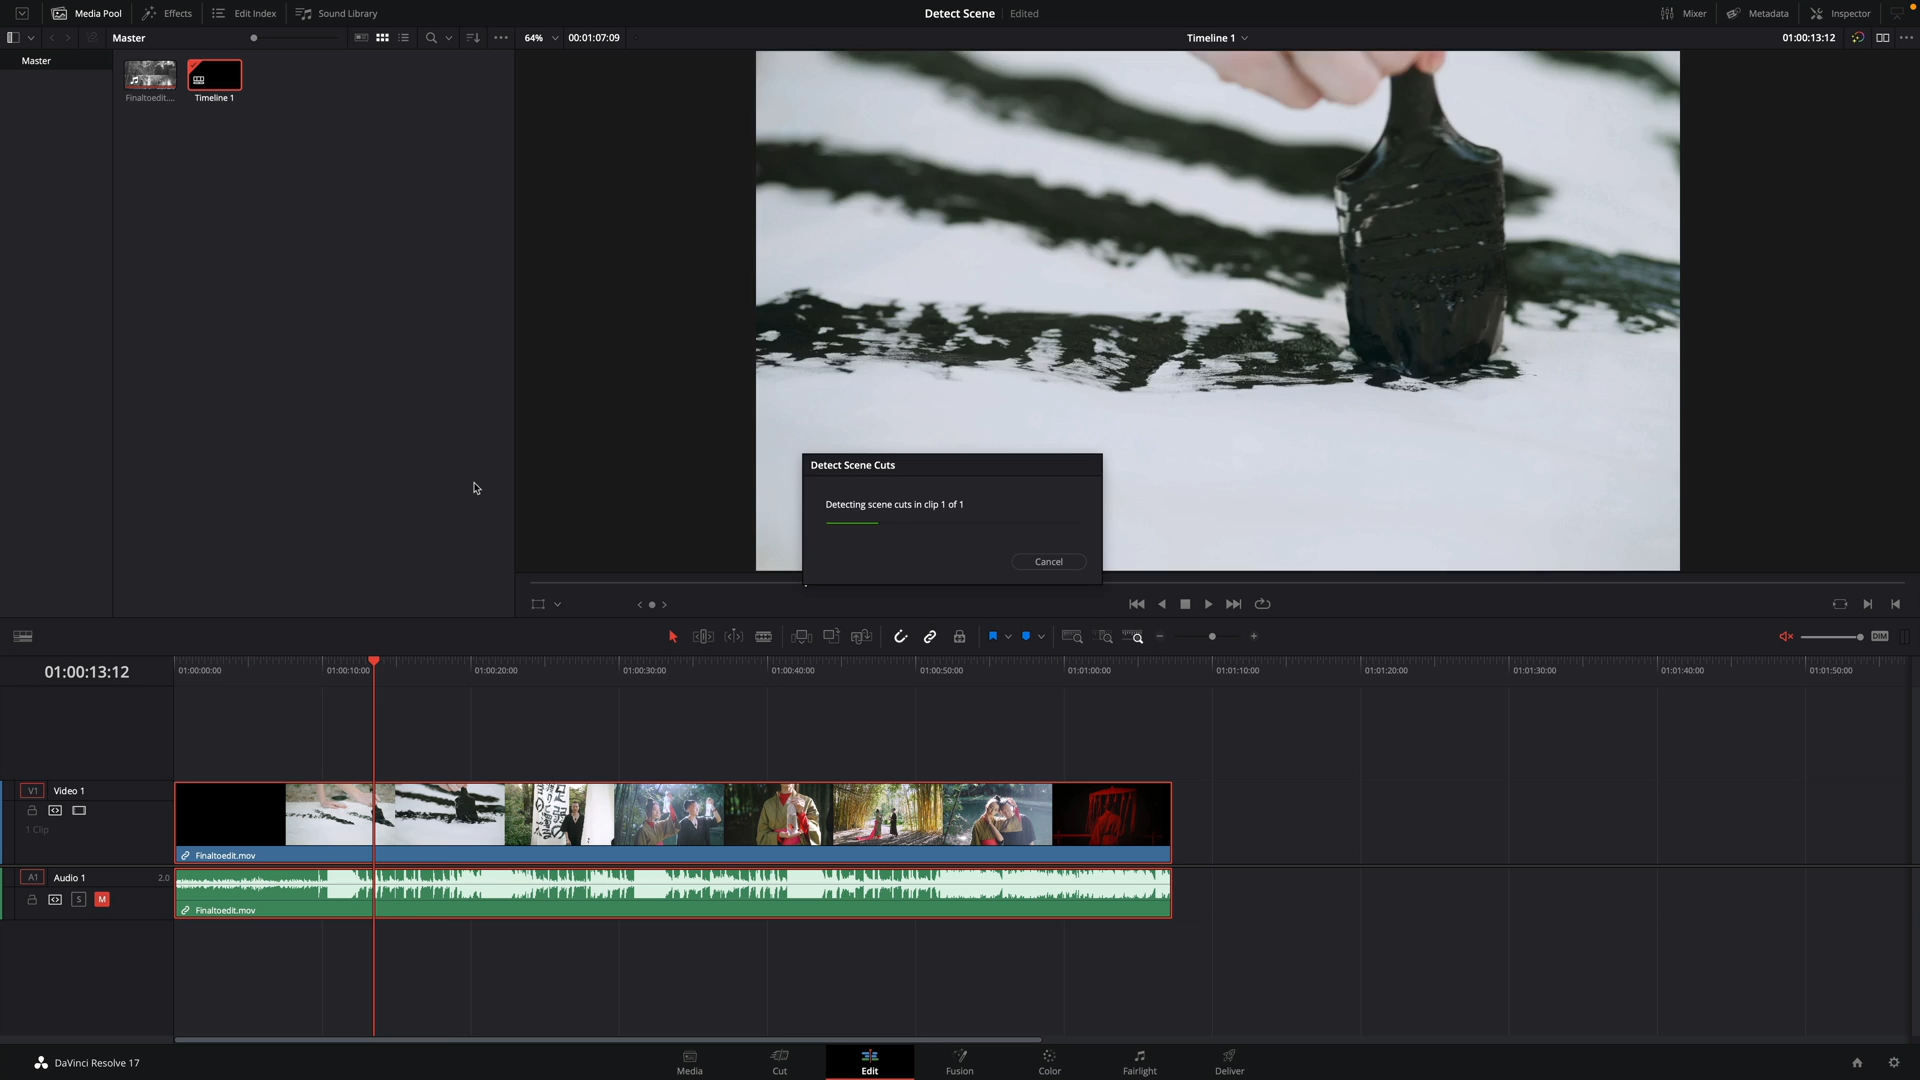 Media Pool
Effects
Edit Index
Sound Library
Detect Scene
Edited
Mixer
Metadata
Inspector
Master
64%
00:01:07:09
Timeline 1
01:00:13:12
Master
Finaltoedit....
Timeline 1
Detect Scene Cuts
Detecting scene cuts in clip 1 of 1
Cancel
DIM
01:00:13:12
01:00:00:00
01:00:10:00
01:00:20:00
01:00:30:00
01:00:40:00
01:00:50:00
01:01:00:00
01:01:10:00
01:01:20:00
01:01:30:00
01:01:40:00
01:01:50:00
V1
Video 1
1 Clip
Finaltoedit.mov
A1
Audio 1
2.0
S
M
Finaltoedit.mov
DaVinci Resolve 17
Media
Cut
Edit
Fusion
Color
Fairlight
Deliver